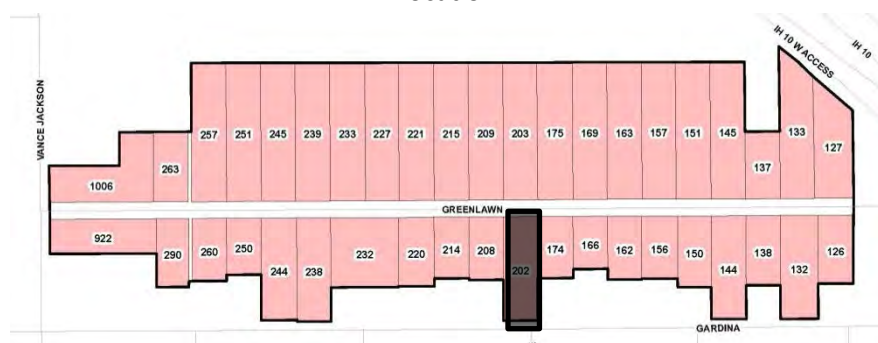 IH 10 W ACCESS
IH 10
VANCE JACKSON
257 251 245 239 233 227 221 215 209 203 175 169 163 157 151 145 133
127
263 137
1006
GREENLAWN
922 290 260 250 232 220 214 208 174 166 162 156 150 138 126
244 238 202 144 132
GARDINA